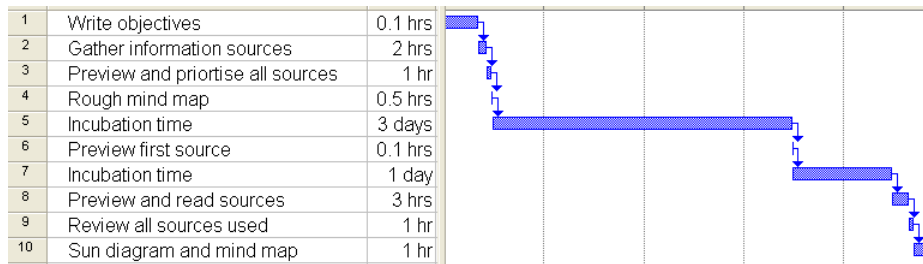 1 Write objectives 0.1 hrs
2 Gather information sources 2 hrs
3 Preview and priortise all sources 1 hr
4 Rough mind map 0.5 hrs
5 Incubation time 3 days
6 Preview first source 0.1 hrs
7 Incubation time 1 day
8 Preview and read sources 3 hrs
9 Review all sources used 1 hr
10 Sun diagram and mind map 1 hr